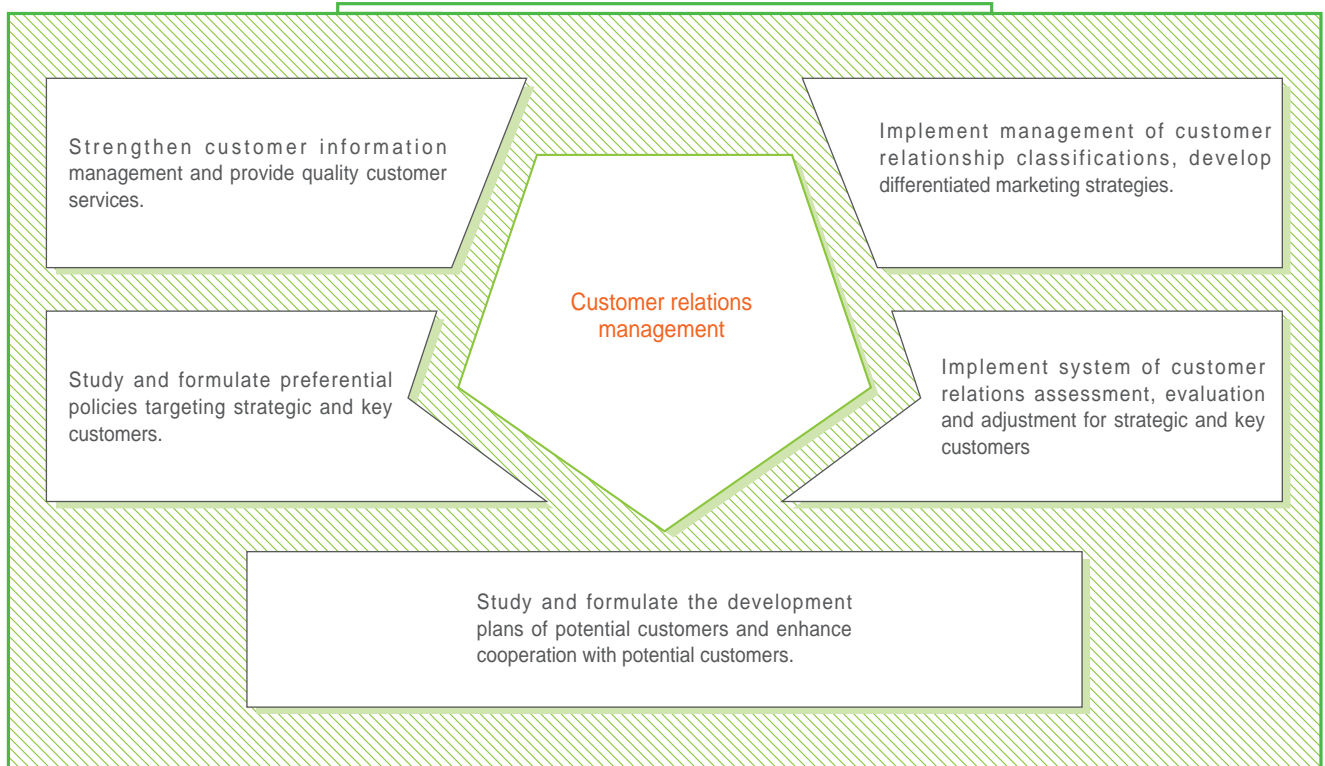 Strengthen customer information
management and provide quality customer
services.
Implement management of customer
relationship classifications, develop
differentiated marketing strategies.
Customer relations
management
Study and formulate preferential
policies targeting strategic and key
customers.
Implement system of customer
relations assessment, evaluation
and adjustment for strategic and key
customers
Study and formulate the development
plans of potential customers and enhance
cooperation with potential customers.